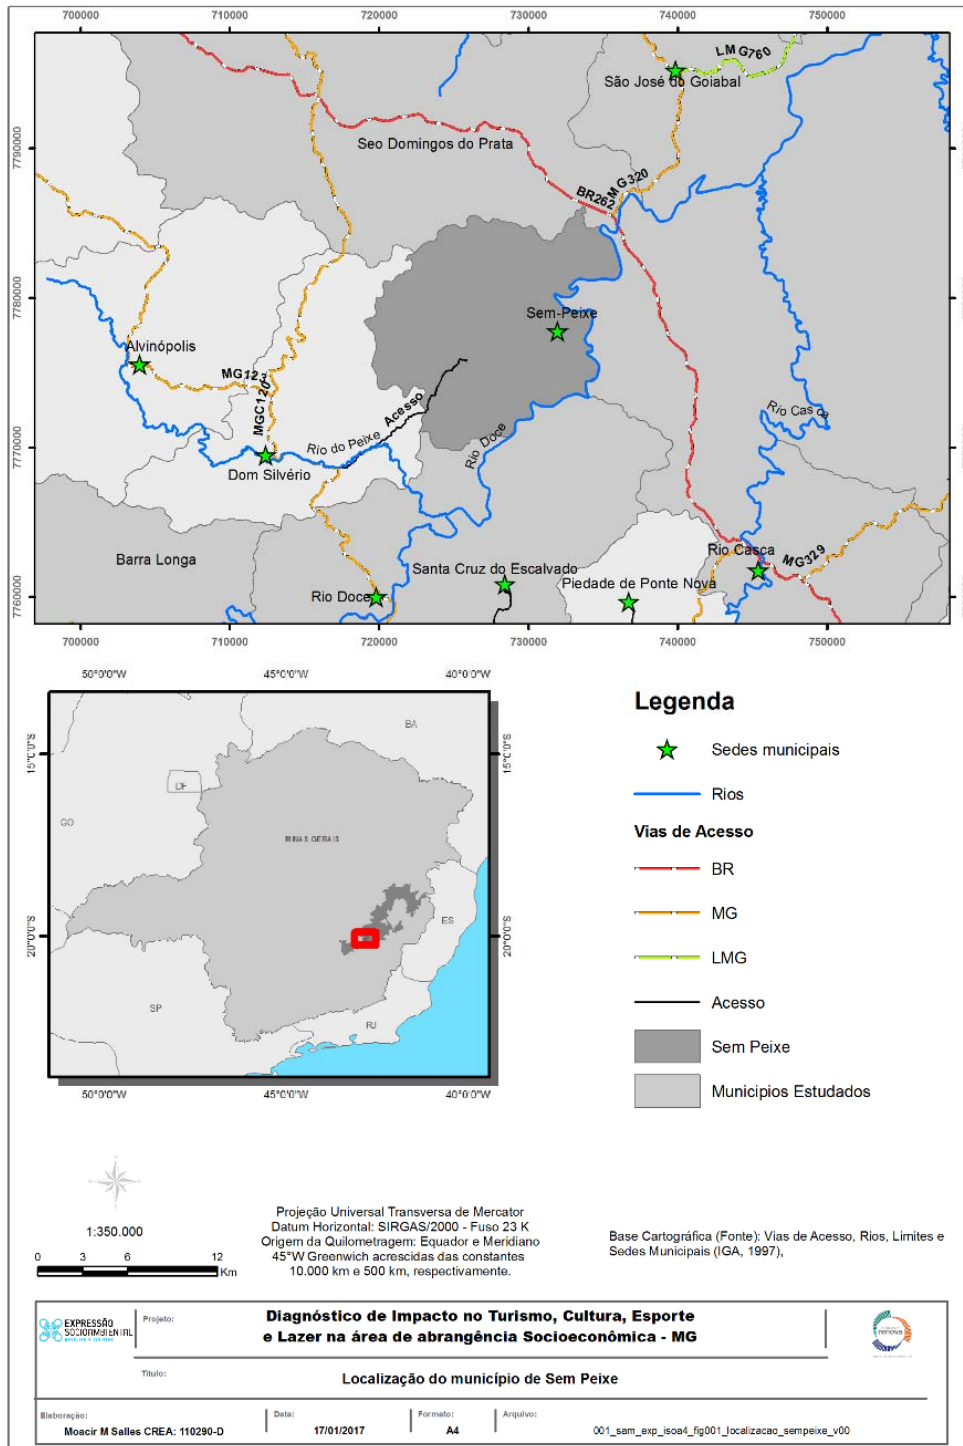 700000 710000 720000 730000 740000 750000
LMG760
São José do Goiabal
7790000
Seo Domingos do Prata
MG320
BR262
7780000
Sem-Peixe
Alvinópolis
MG123
MGC120
Acesso
Rio Casca
7770000
Rio do Peixe
Rio Doce
Dom Silvério
Barra Longa
Rio Casca
MG329
Santa Cruz do Escalvado
Piedade de Ponte Nova
7760000
Rio Doce
700000 710000 720000 730000 740000 750000
50°0'0"W 45°0'0"W 40°0'0"W
BA
15°0'0"S 15°0'0"S
DF
GO
MINAS GERAIS
ES
20°0'0"S 20°0'0"S
SP
RJ
50°0'0"W 45°0'0"W 40°0'0"W
Legenda
Sedes municipais
Rios
Vias de Acesso
BR
MG
LMG
Acesso
Sem Peixe
Municipios Estudados
1:350.000
0 3 6 12
Km
Projeção Universal Transversa de Mercator
Datum Horizontal: SIRGAS/2000 - Fuso 23 K
Origem da Quilometragem: Equador e Meridiano
45°W Greenwich acrescidas das constantes
10.000 km e 500 km, respectivamente.
Base Cartográfica (Fonte): Vias de Acesso, Rios, Limites e
Sedes Municipais (IGA, 1997),
EXPRESSÃO
SOCIOAMBIENTAL
Projeto:
Diagnóstico de Impacto no Turismo, Cultura, Esporte
e Lazer na área de abrangência Socioeconômica - MG
renova
Título:
Localização do município de Sem Peixe
Elaboração:
Moacir M Salles CREA: 110290-D
Data:
17/01/2017
Formato:
A4
Arquivo:
001_sam_exp_isoa4_fig001_localizacao_sempeixe_v00